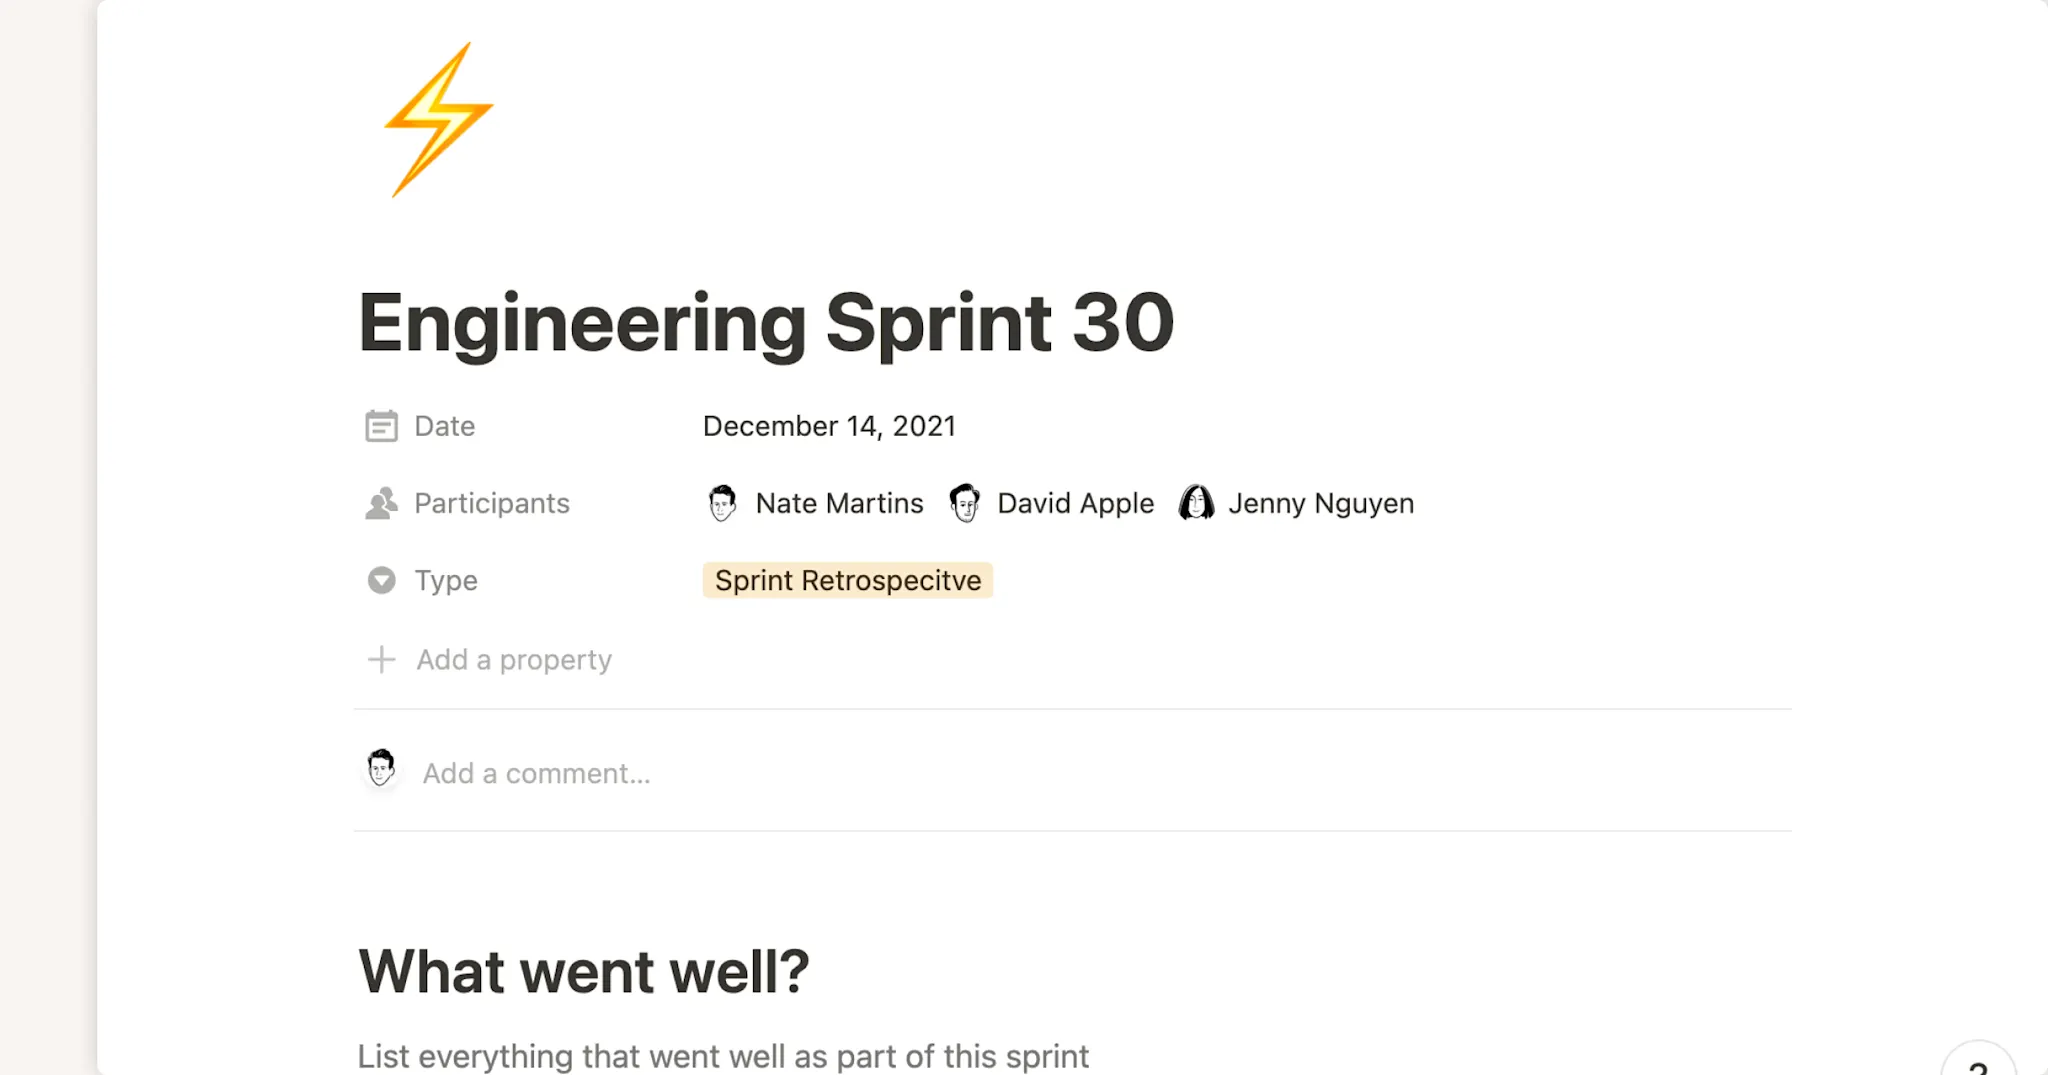 Engineering Sprint 30
Date December 14, 2021
Participants Nate Martins David Apple Jenny Nguyen
Type Sprint Retrospecitve
Add a property
Add a comment...
What went well?
List everything that went well as part of this sprint
?